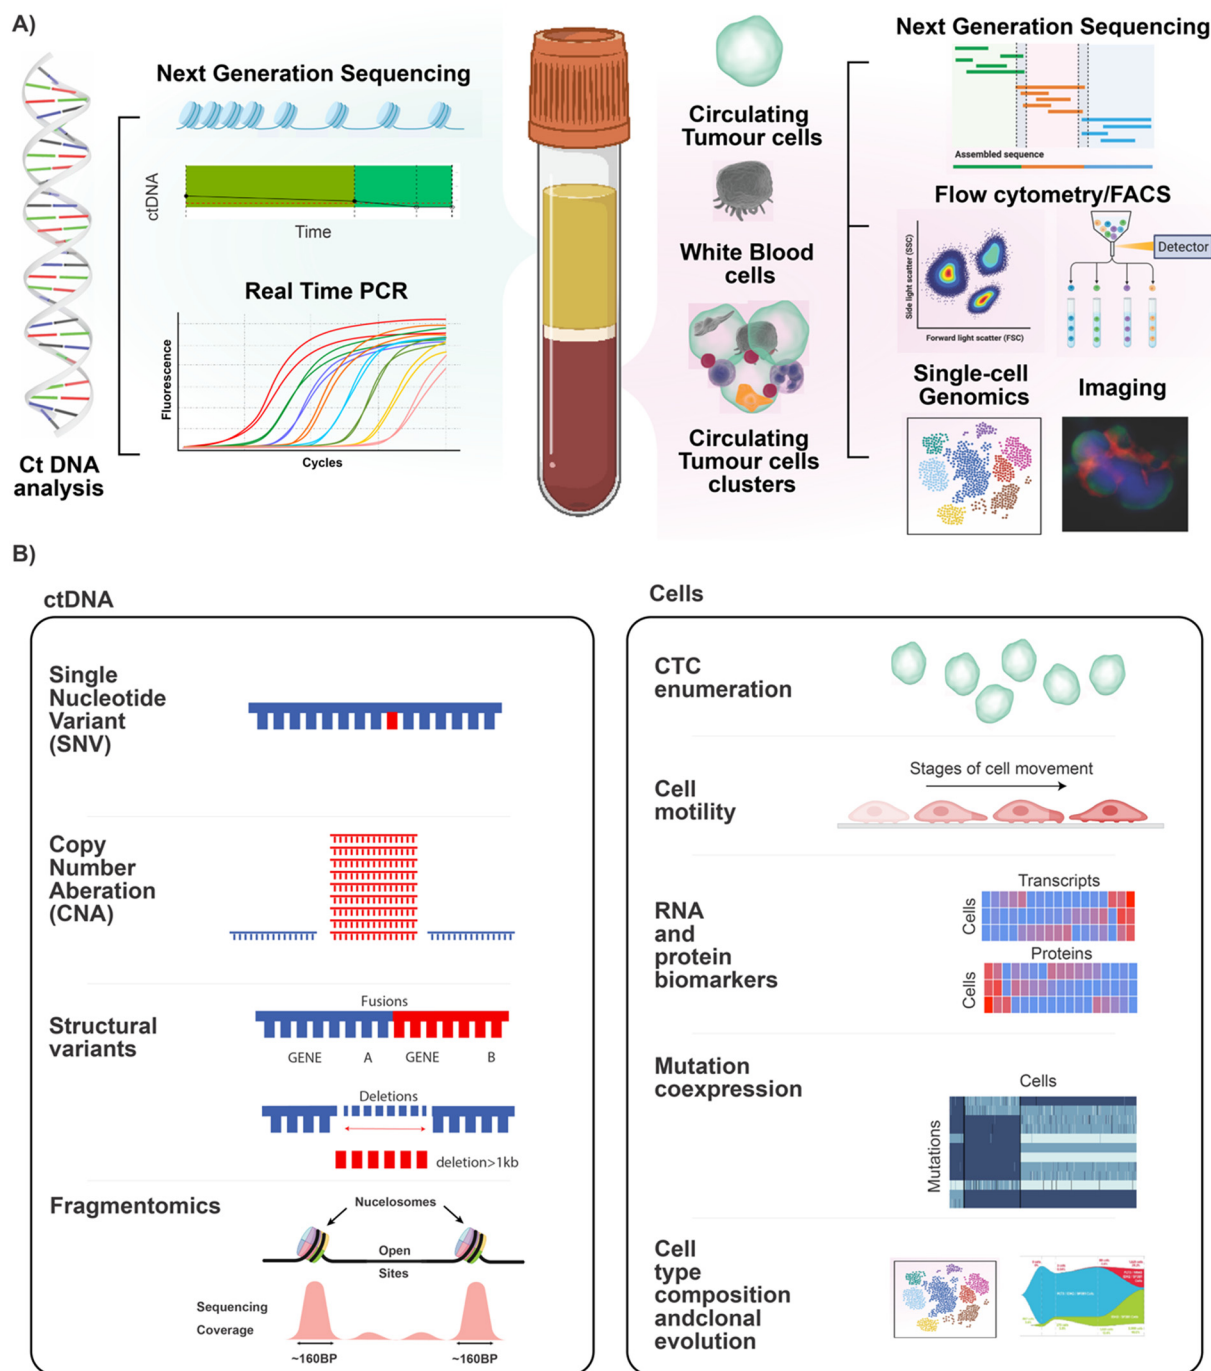 A)
Next Generation Sequencing
ctDNA
Time
Real Time PCR
Fluorescence
Cycles
Ct DNA
analysis
Circulating
Tumour cells
White Blood
cells
Circulating
Tumour cells
clusters
Next Generation Sequencing
Assembled sequence
Flow cytometry/FACS
Side light scatter (SSC)
Forward light scatter (FSC)
Detector
Single-cell
Genomics
Imaging
B)
ctDNA
Single
Nucleotide
Variant
(SNV)
Copy
Number
Aberation
(CNA)
Structural
variants
Fusions
GENE A GENE B
Deletions
deletion>1kb
Fragmentomics
Nucelosomes
Open
Sites
Sequencing
Coverage
~160BP ~160BP
Cells
CTC
enumeration
Cell
motility
Stages of cell movement
RNA
and
protein
biomarkers
Transcripts
Cells
Proteins
Cells
Mutation
coexpression
Cells
Mutations
Cell
type
composition
andclonal
evolution